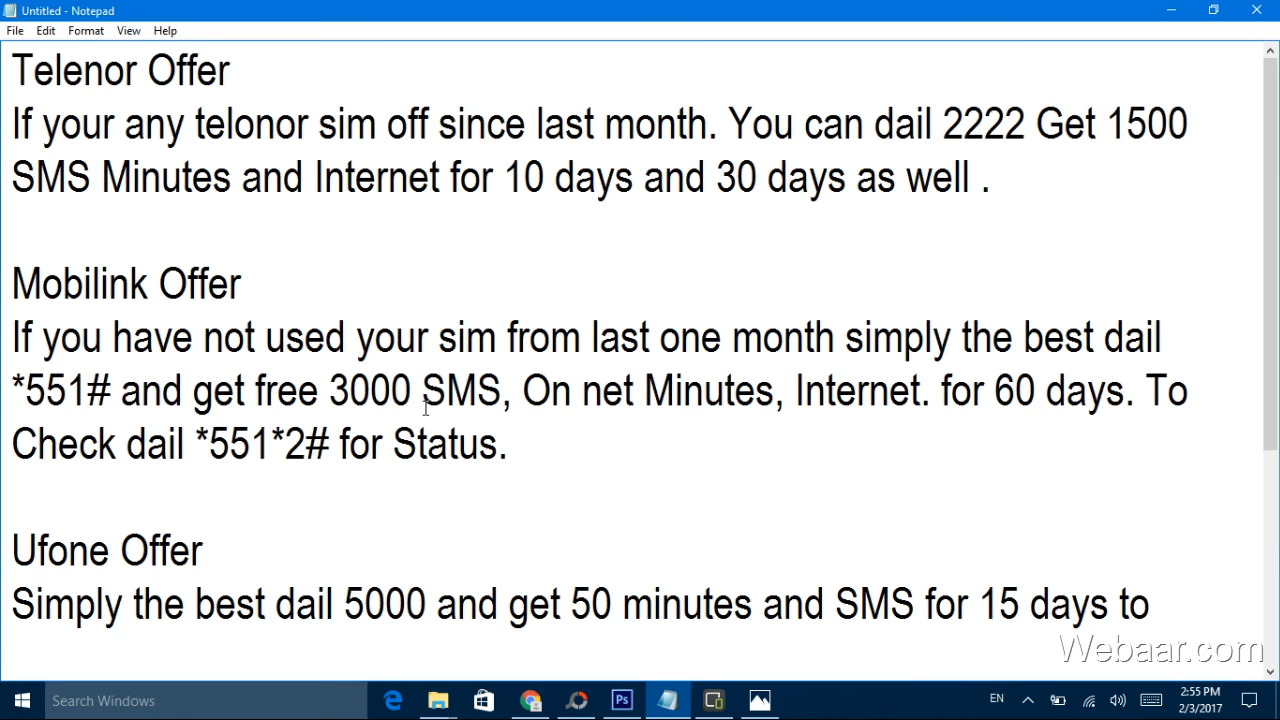 Untitled - Notepad
File Edit Format View Help
Telenor Offer
If your any telonor sim off since last month. You can dail 2222 Get 1500
SMS Minutes and Internet for 10 days and 30 days as well .
Mobilink Offer
If you have not used your sim from last one month simply the best dail
*551# and get free 3000 SMS, On net Minutes, Internet. for 60 days. To
Check dail *551*2# for Status.
Ufone Offer
Simply the best dail 5000 and get 50 minutes and SMS for 15 days to
Webaar.com
Search Windows
Ps
EN
2:55 PM
2/3/2017